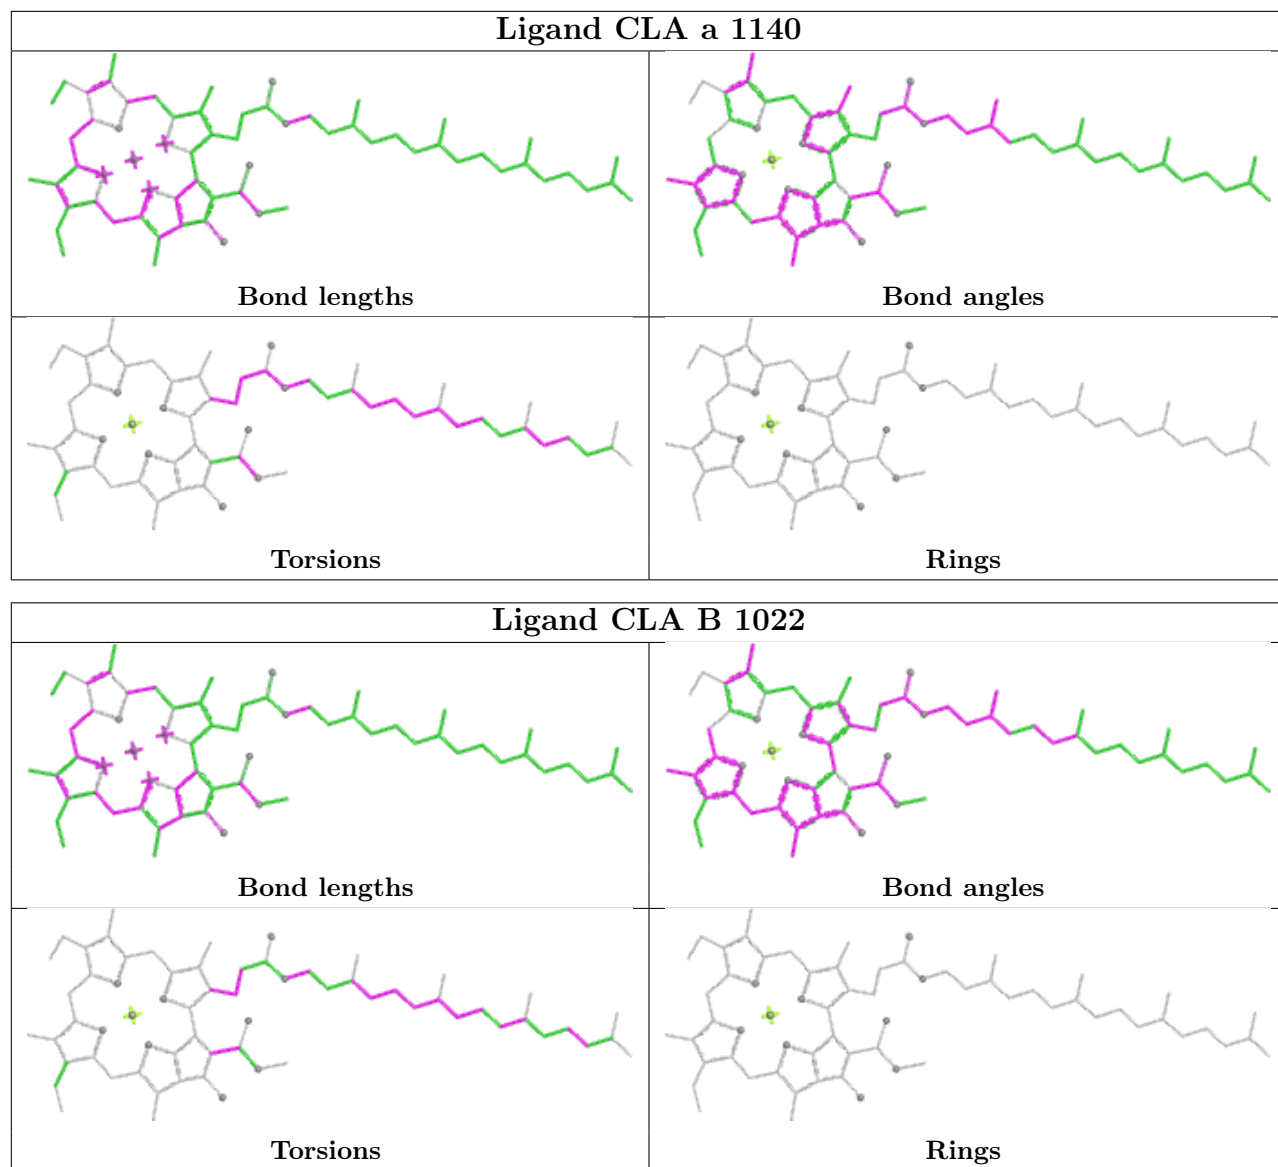 Ligand CLA a 1140
Bond lengths
Bond angles
Torsions
Rings
Ligand CLA B 1022
Bond lengths
Bond angles
Torsions
Rings